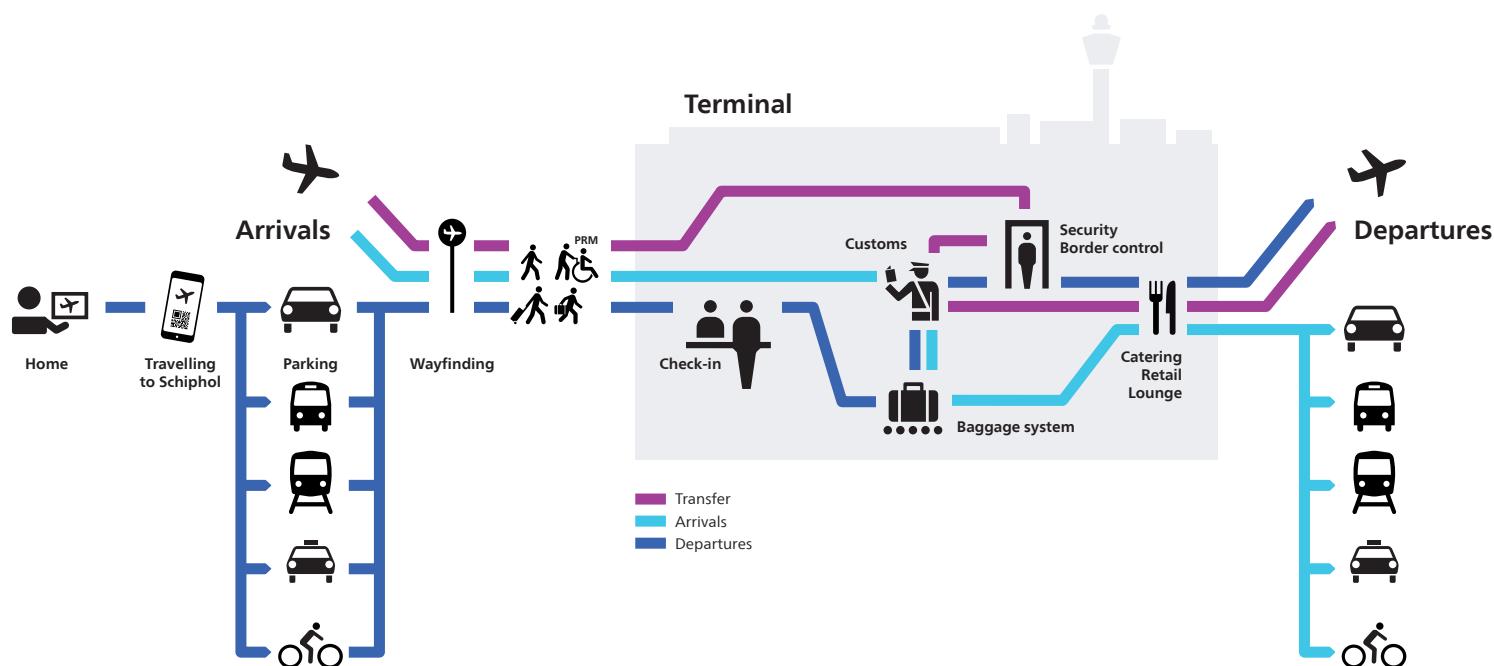 Terminal
Arrivals
PRM
Customs
Security
Border control
Departures
Home
Travelling
to Schiphol
Parking
Wayfinding
Check-in
Catering
Retail
Lounge
Baggage system
Transfer
Arrivals
Departures